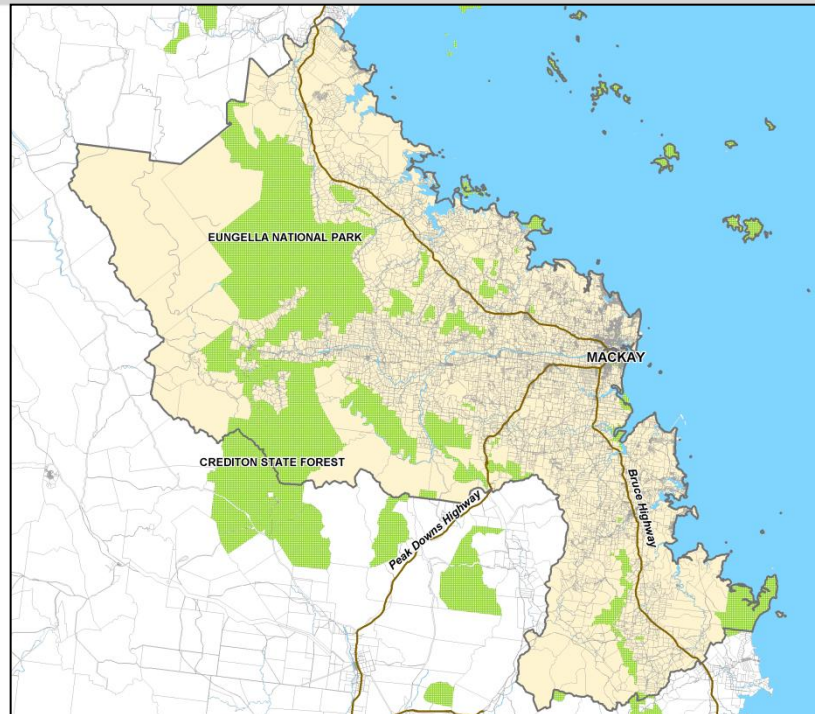 EUNGELLA NATIONAL PARK
MACKAY
CREDITON STATE FOREST
Peak Downs Highway
Bruce Highway